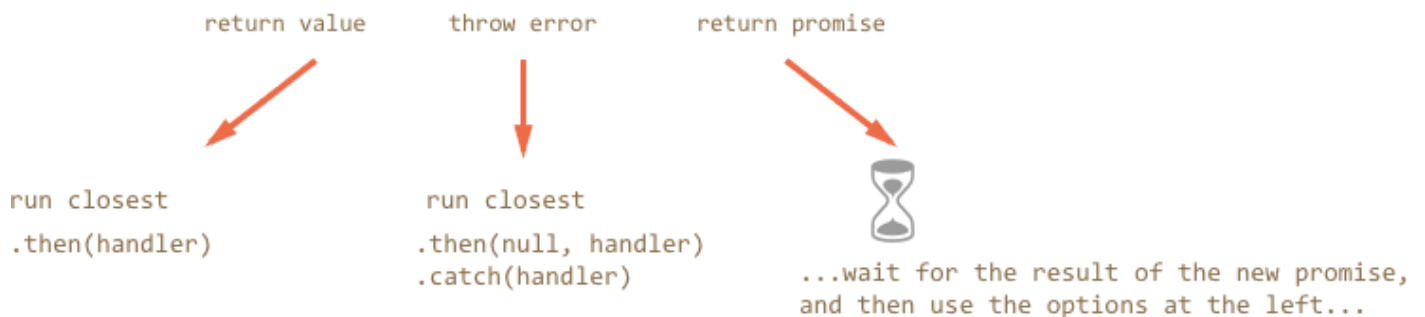 return value
throw error
return promise
run closest
.then(handler)
run closest
.then(null, handler)
.catch(handler)
...wait for the result of the new promise,
and then use the options at the left...